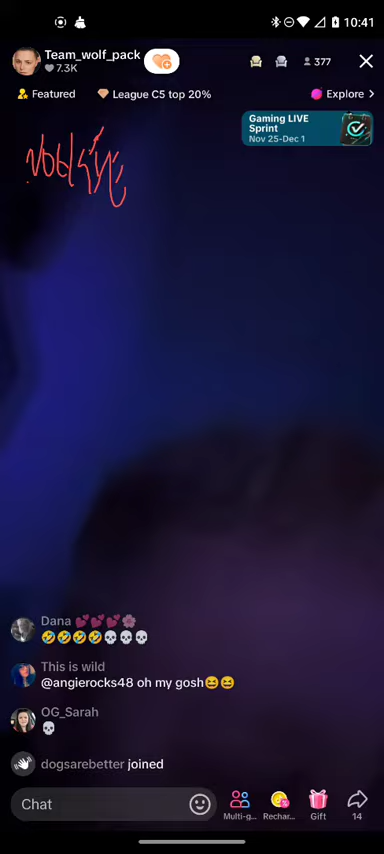 10:41
Team_wolf_pack
7.3K
377
Featured
League C5 top 20%
Explore >
Gaming LIVE
Sprint
Nov 25-Dec 1
Dana 💕💕💕🌸
🤣🤣🤣🤣💀💀💀
This is wild
@angierocks48 oh my gosh😆😆
OG_Sarah
💀
dogsarebetter joined
Chat
Multi-g...
Rechar...
Gift
14